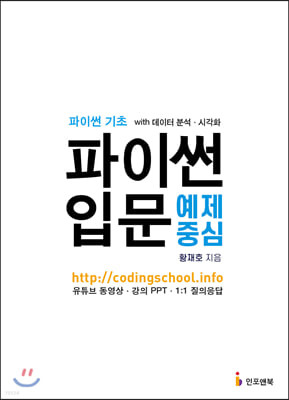 파이썬 기초 with 데이터 분석 · 시각화
파이썬
입문 예제
중심
황재호 지음
http://codingschool.info
유튜브 동영상 · 강의 PPT · 1:1 질의응답
인포앤북
yes